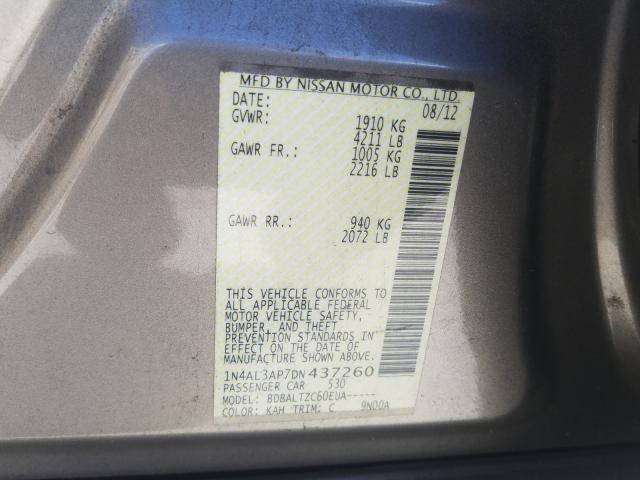 MFD BY NISSAN MOTOR CO., LTD.
DATE: 08/12
GVWR: 1910 KG
4211 LB
GAWR FR.: 1005 KG
2216 LB
GAWR RR.: 940 KG
2072 LB
THIS VEHICLE CONFORMS TO
ALL APPLICABLE FEDERAL
MOTOR VEHICLE SAFETY,
BUMPER, AND THEFT
PREVENTION STANDARDS IN
EFFECT ON THE DATE OF
MANUFACTURE SHOWN ABOVE.
1N4AL3AP7DN437260
PASSENGER CAR 530
MODEL: BDBALTZC60EUA-----
COLOR: KAH TRIM: C 9N00A